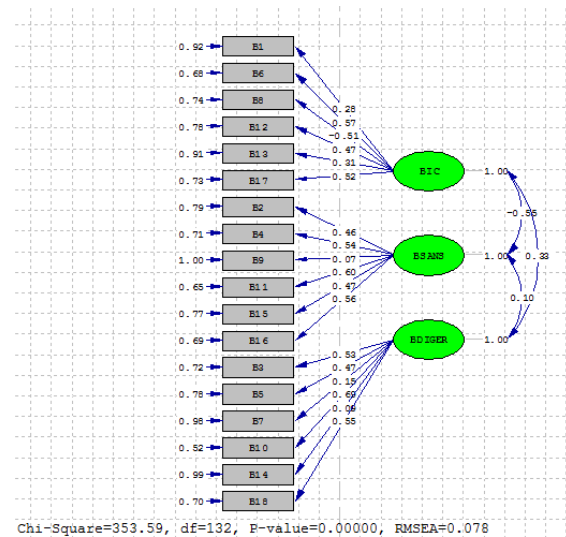 0.92 B1
0.68 B6
0.74 B8
0.78 B12
0.91 B13
0.73 B17
0.79 B2
0.71 B4
1.00 B9
0.65 B11
0.77 B15
0.69 B16
0.72 B3
0.78 B5
0.98 B7
0.52 B10
0.99 B14
0.70 B18
0.28
0.57
-0.51
0.47
0.31
0.52
0.46
0.54
0.07
0.60
0.47
0.56
0.53
0.47
0.15
0.69
0.09
0.55
BIC 1.00
BSANS 1.00
BDIGER 1.00
-0.55
0.33
0.10
Chi-Square=353.59, df=132, P-value=0.00000, RMSEA=0.078